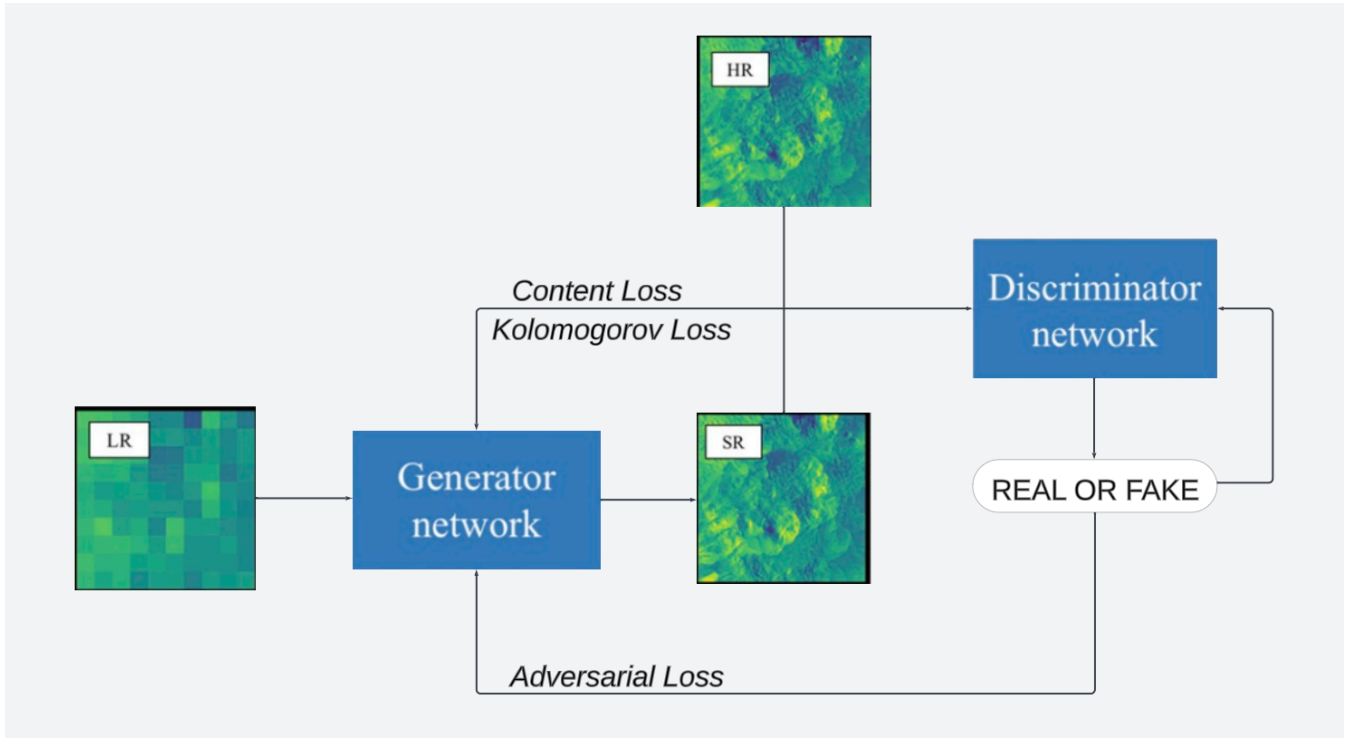 HR
Discriminator
network
Content Loss
Kolomogorov Loss
LR
Generator
network
SR
REAL OR FAKE
Adversarial Loss